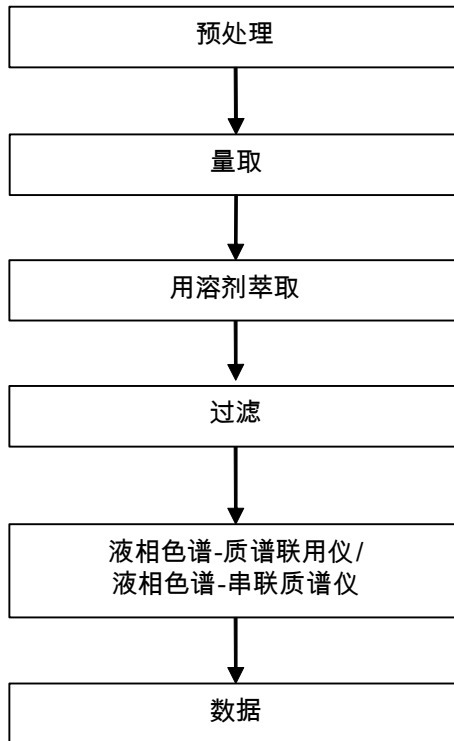 预处理
量取
用溶剂萃取
过滤
液相色谱-质谱联用仪/
液相色谱-串联质谱仪
数据